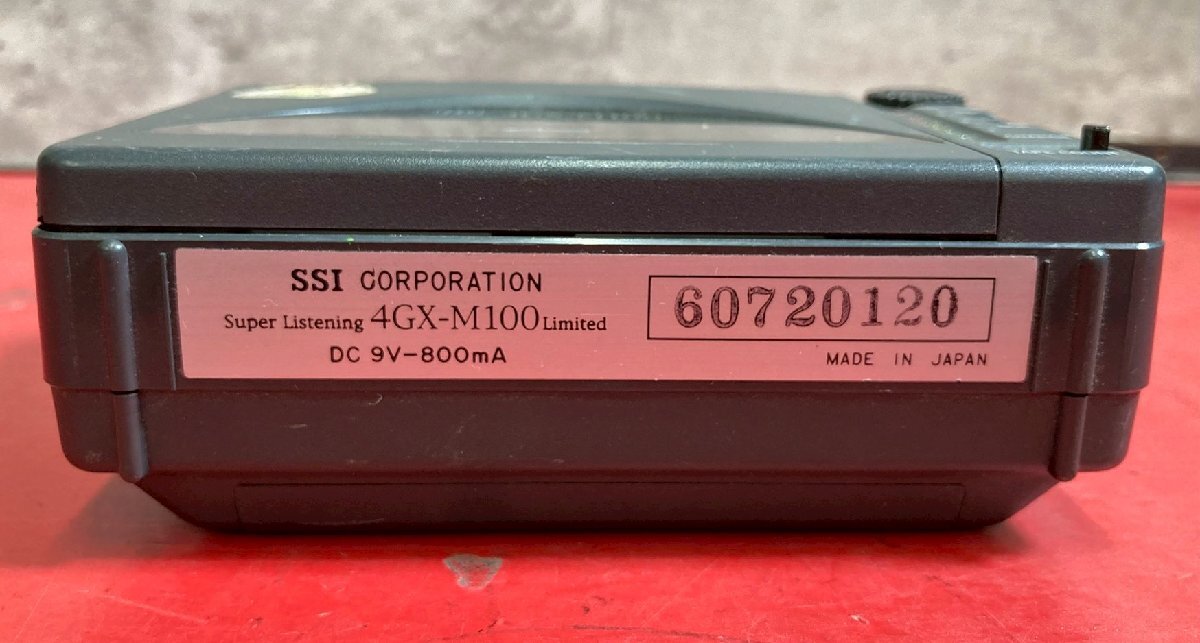 SSI CORPORATION
Super Listening 4GX-M100 Limited
DC 9V-800mA
60720120
MADE IN JAPAN